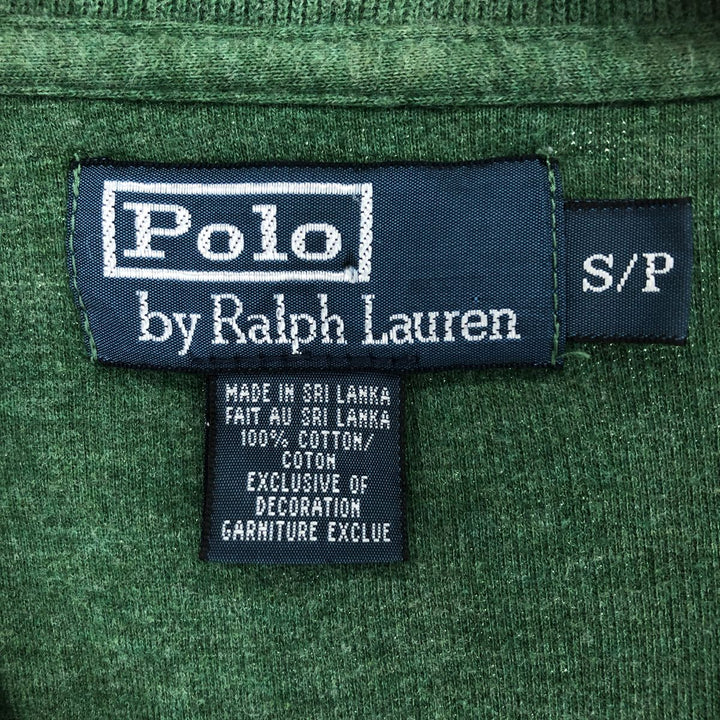 Polo
by Ralph Lauren
S/P
MADE IN SRI LANKA
FAIT AU SRI LANKA
100% COTTON/
COTON
EXCLUSIVE OF
DECORATION
GARNITURE EXCLUE